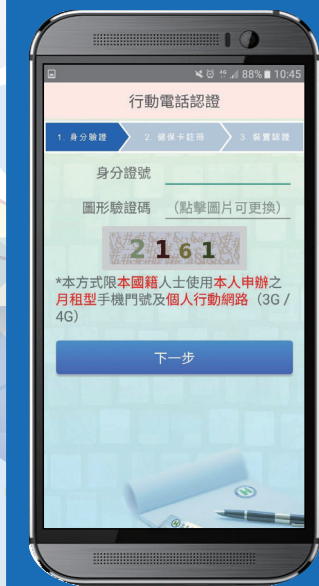 88% 10:45
行動電話認證
1. 身分驗證 2. 健保卡註冊 3. 裝置認證
身分證號
圖形驗證碼 (點擊圖片可更換)
2161
*本方式限本國籍人士使用本人申辦之
月租型手機門號及個人行動網路（3G /
4G）
下一步